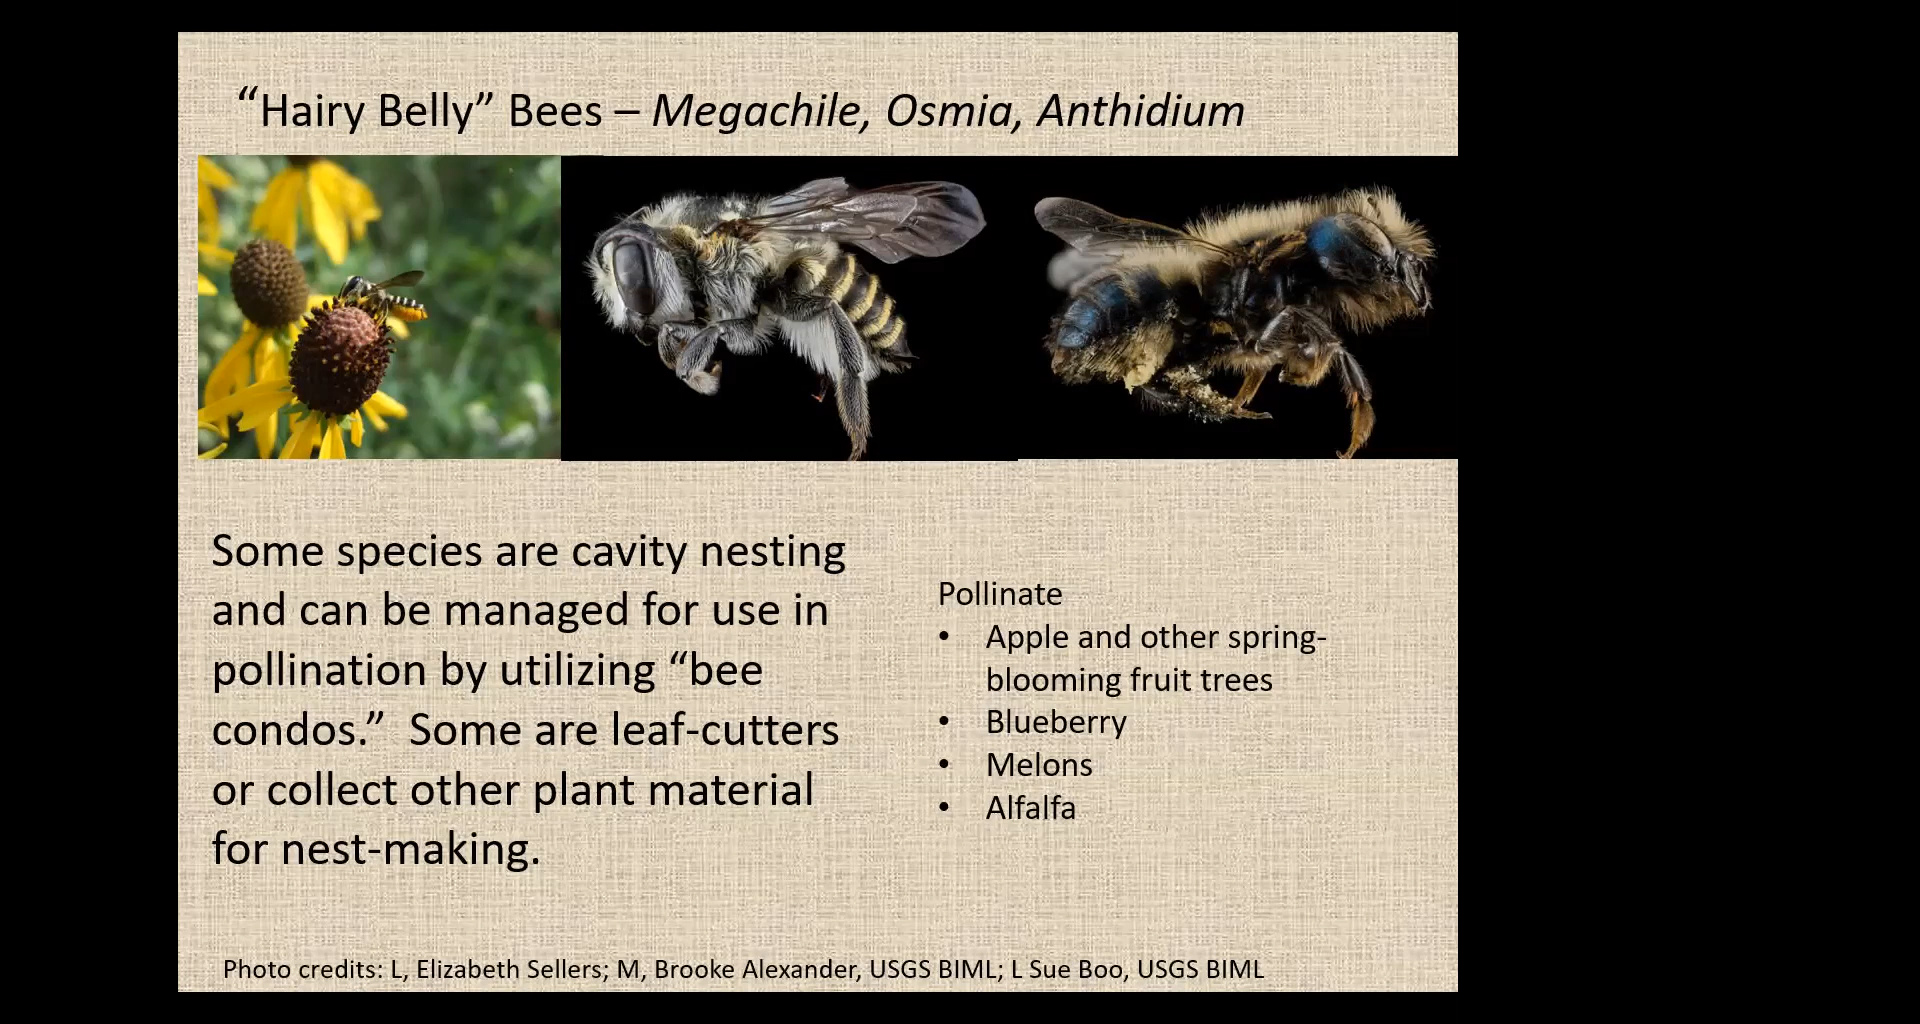 “Hairy Belly” Bees – Megachile, Osmia, Anthidium
Some species are cavity nesting
and can be managed for use in
pollination by utilizing “bee
condos.”  Some are leaf-cutters
or collect other plant material
for nest-making.
Pollinate
• Apple and other spring-
blooming fruit trees
• Blueberry
• Melons
• Alfalfa
Photo credits: L, Elizabeth Sellers; M, Brooke Alexander, USGS BIML; L Sue Boo, USGS BIML